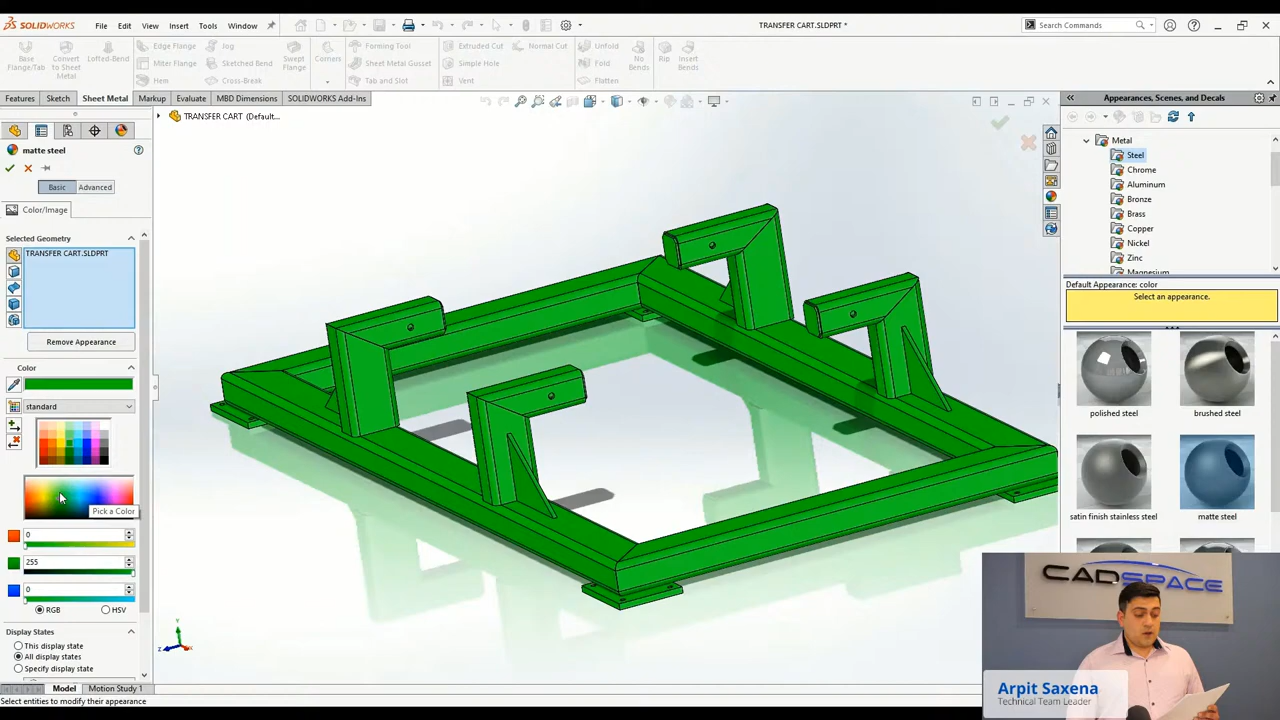 SOLIDWORKS File Edit View Insert Tools Window
TRANSFER CART.SLDPRT *
Search Commands
Base Flange/Tab
Convert to Sheet Metal
Lofted-Bend
Edge Flange
Miter Flange
Hem
Jog
Sketched Bend
Cross-Break
Swept Flange
Corners
Forming Tool
Sheet Metal Gusset
Tab and Slot
Extruded Cut
Simple Hole
Vent
Normal Cut
Unfold
Fold
Flatten
No Bends
Rip
Insert Bends
Features Sketch Sheet Metal Markup Evaluate MBD Dimensions SOLIDWORKS Add-Ins
TRANSFER CART (Default...
matte steel
Basic Advanced
Color/Image
Selected Geometry
TRANSFER CART.SLDPRT
Remove Appearance
Color
standard
Pick a Color
0
255
0
RGB HSV
Display States
This display state
All display states
Specify display state
Model Motion Study 1
Select entities to modify their appearance
Y
Z
X
Appearances, Scenes, and Decals
Metal
Steel
Chrome
Aluminum
Bronze
Brass
Copper
Nickel
Zinc
Magnesium
Default Appearance: color
Select an appearance.
polished steel
brushed steel
satin finish stainless steel
matte steel
CADSPACE
Arpit Saxena
Technical Team Leader